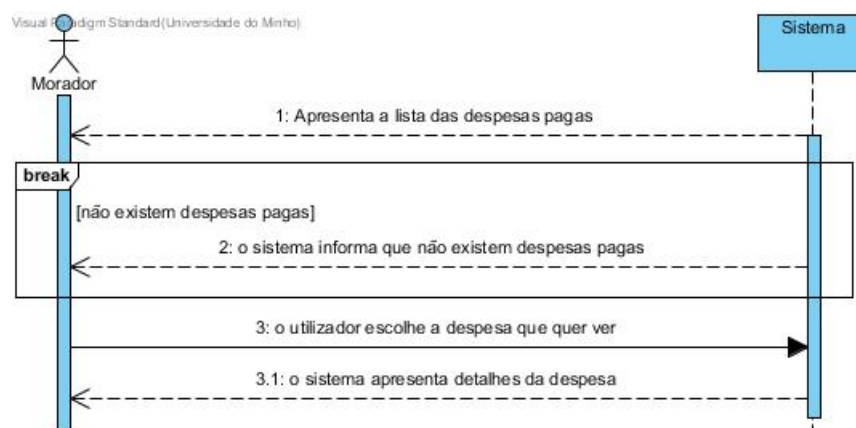 Visual Paradigm Standard(Universidade do Minho)
Sistema
Morador
1: Apresenta a lista das despesas pagas
break
[não existem despesas pagas]
2: o sistema informa que não existem despesas pagas
3: o utilizador escolhe a despesa que quer ver
3.1: o sistema apresenta detalhes da despesa